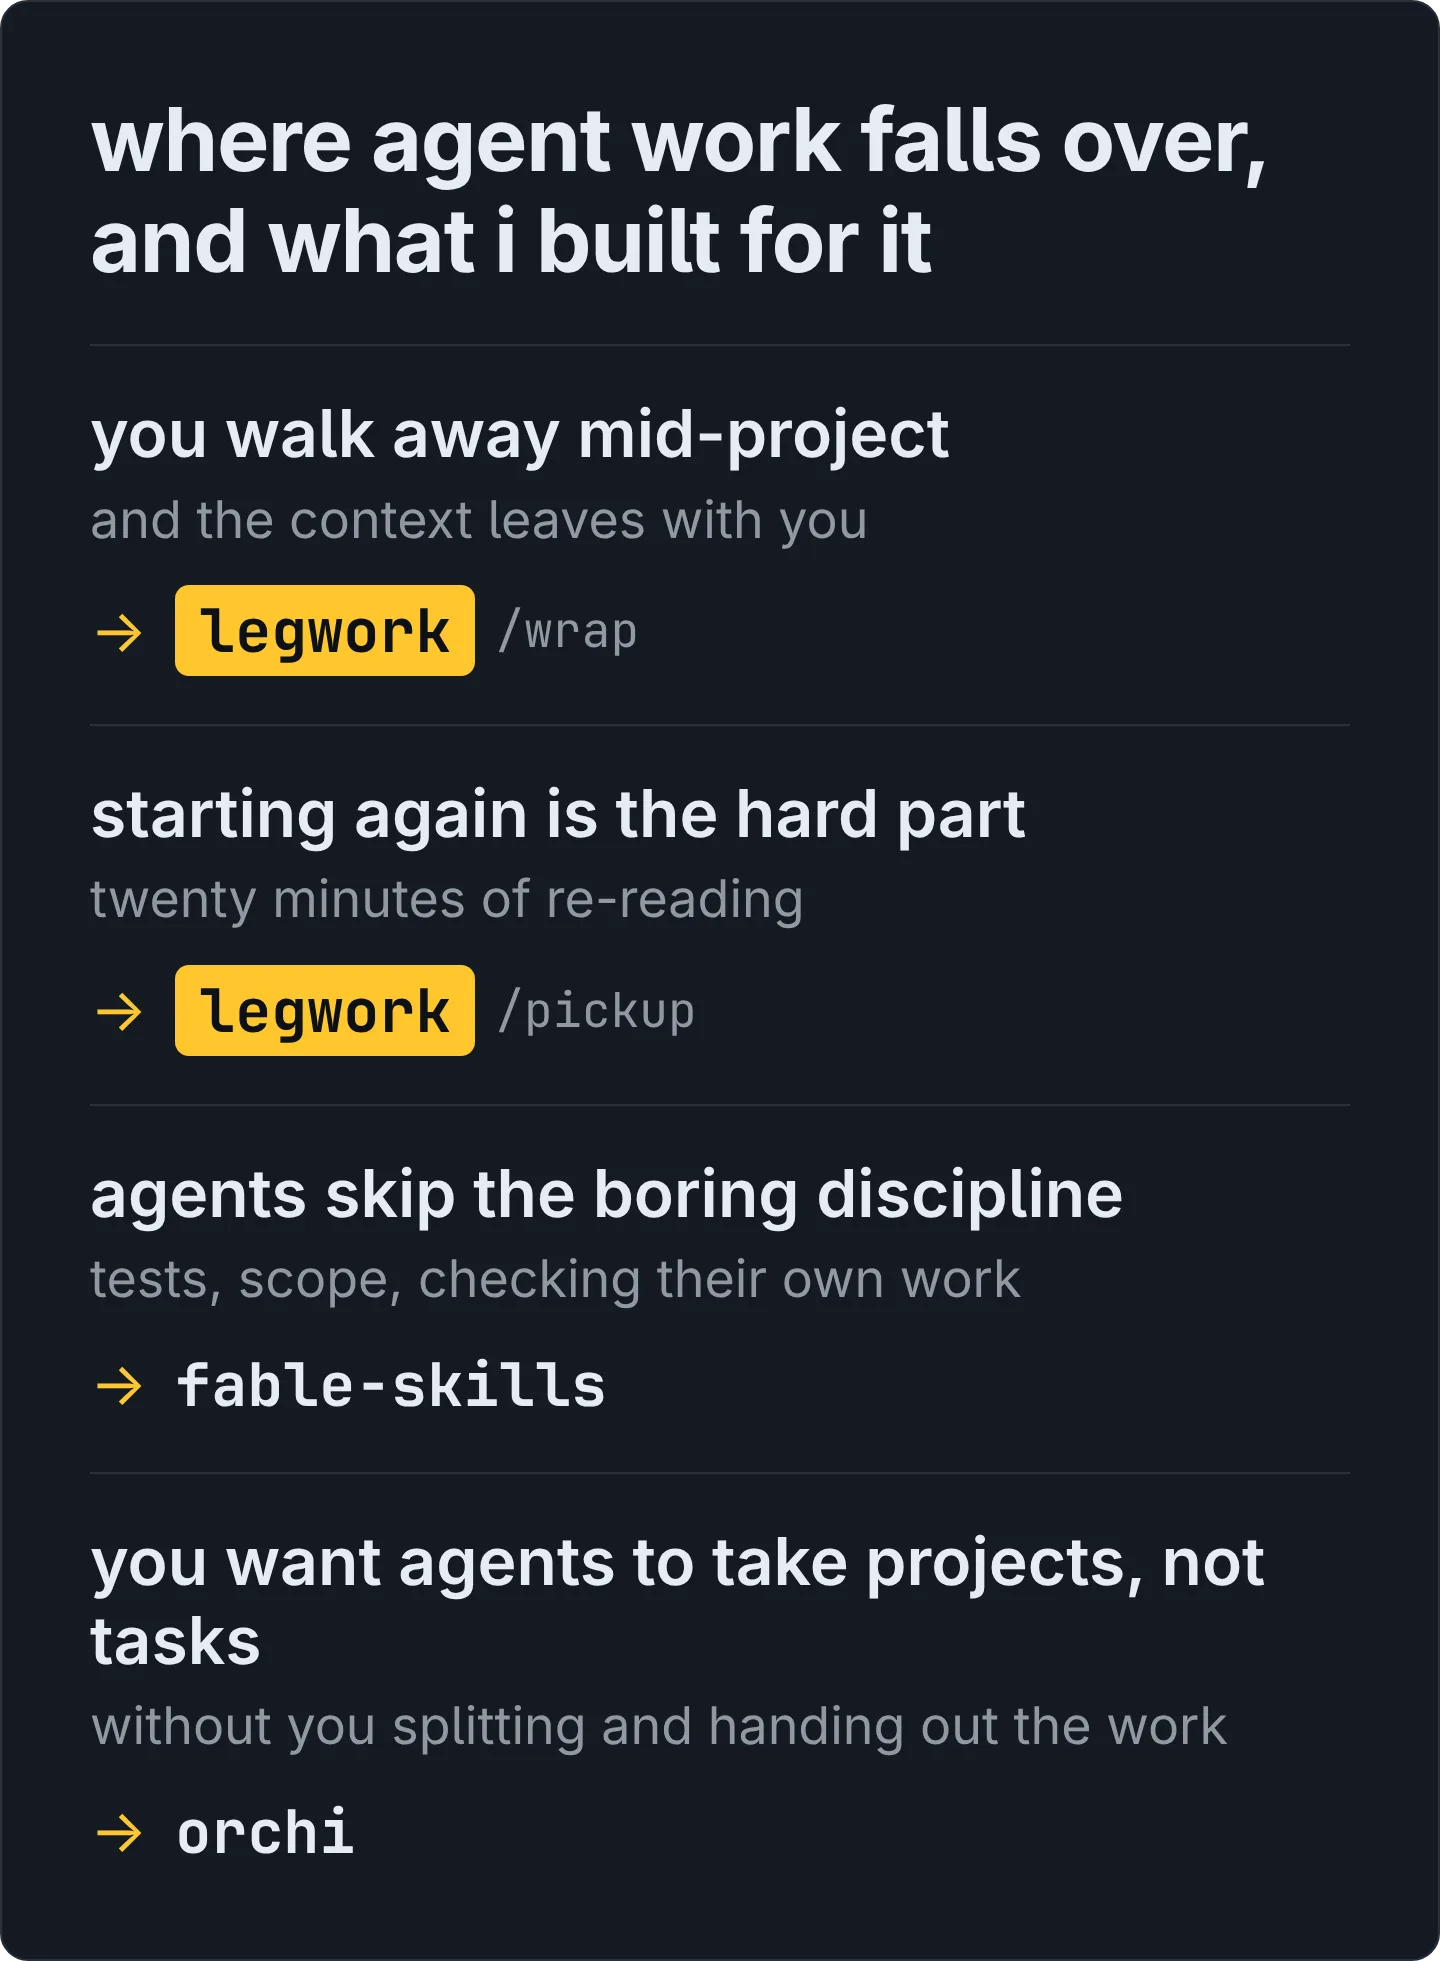 where agent work falls over,
and what i built for it
you walk away mid-project
and the context leaves with you
→ legwork /wrap
starting again is the hard part
twenty minutes of re-reading
→ legwork /pickup
agents skip the boring discipline
tests, scope, checking their own work
→ fable-skills
you want agents to take projects, not
tasks
without you splitting and handing out the work
→ orchi